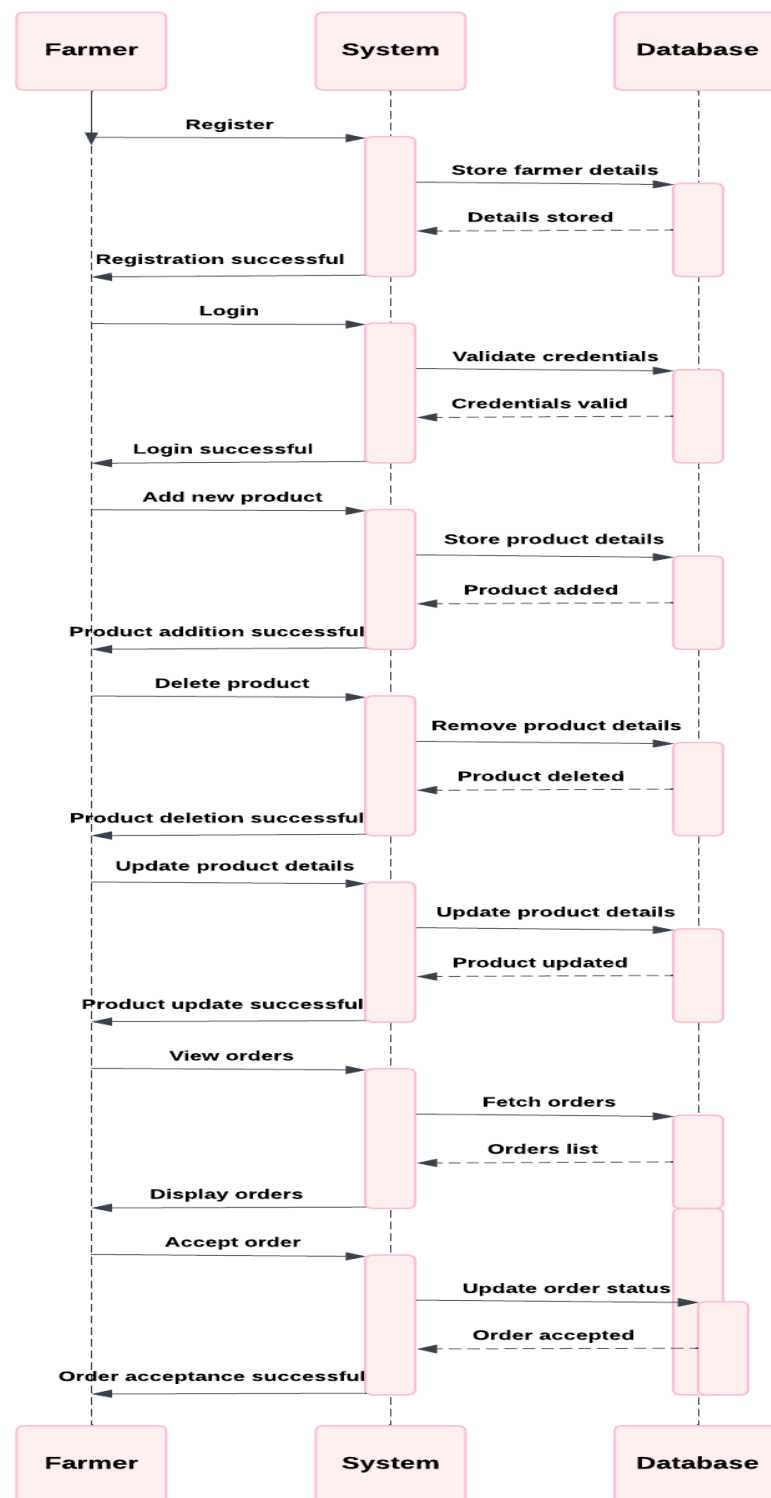 Farmer
System
Database
Register
Store farmer details
Details stored
Registration successful
Login
Validate credentials
Credentials valid
Login successful
Add new product
Store product details
Product added
Product addition successful
Delete product
Remove product details
Product deleted
Product deletion successful
Update product details
Update product details
Product updated
Product update successful
View orders
Fetch orders
Orders list
Display orders
Accept order
Update order status
Order accepted
Order acceptance successful
Farmer
System
Database